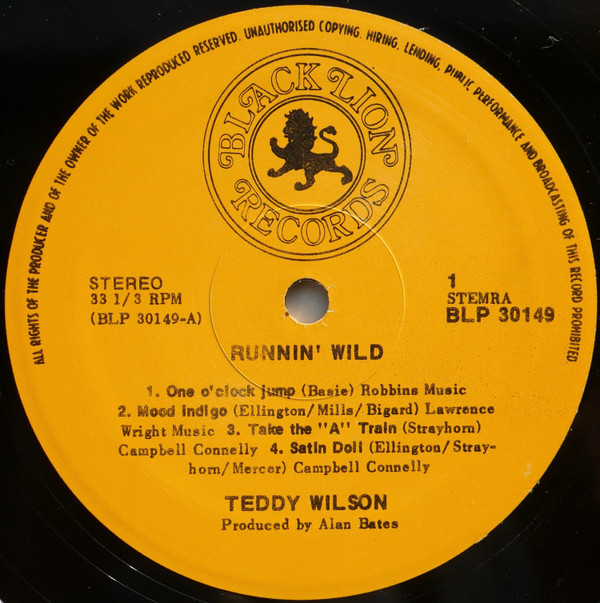 ALL RIGHTS OF THE PRODUCER AND OF THE OWNER OF THE WORK REPRODUCED RESERVED. UNAUTHORISED COPYING, HIRING, LENDING, PUBLIC PERFORMANCE AND BROADCASTING OF THIS RECORD PROHIBITED
BLACK LION
RECORDS
STEREO
33 1/3 RPM
(BLP 30149-A)
1
STEMRA
BLP 30149
RUNNIN' WILD
1. One o'clock jump (Basie) Robbins Music
2. Mood indigo (Ellington/Mills/Bigard) Lawrence
Wright Music 3. Take the "A" Train (Strayhorn)
Campbell Connelly 4. Satin Doll (Ellington/Stray-
horn/Mercer) Campbell Connelly
TEDDY WILSON
Produced by Alan Bates